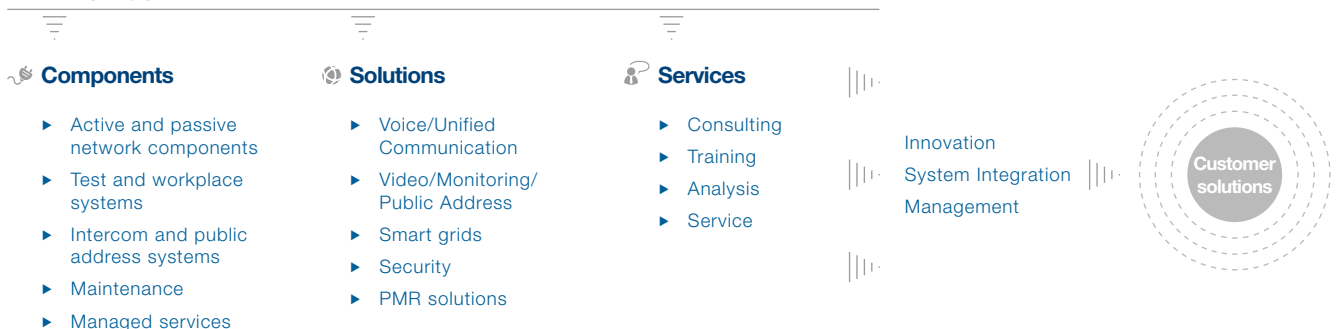 Components
Active and passive
network components
Test and workplace
systems
Intercom and public
address systems
Maintenance
Managed services
Solutions
Voice/Unified
Communication
Video/Monitoring/
Public Address
Smart grids
Security
PMR solutions
Services
Consulting
Training
Analysis
Service
Innovation
System Integration
Management
Customer
solutions